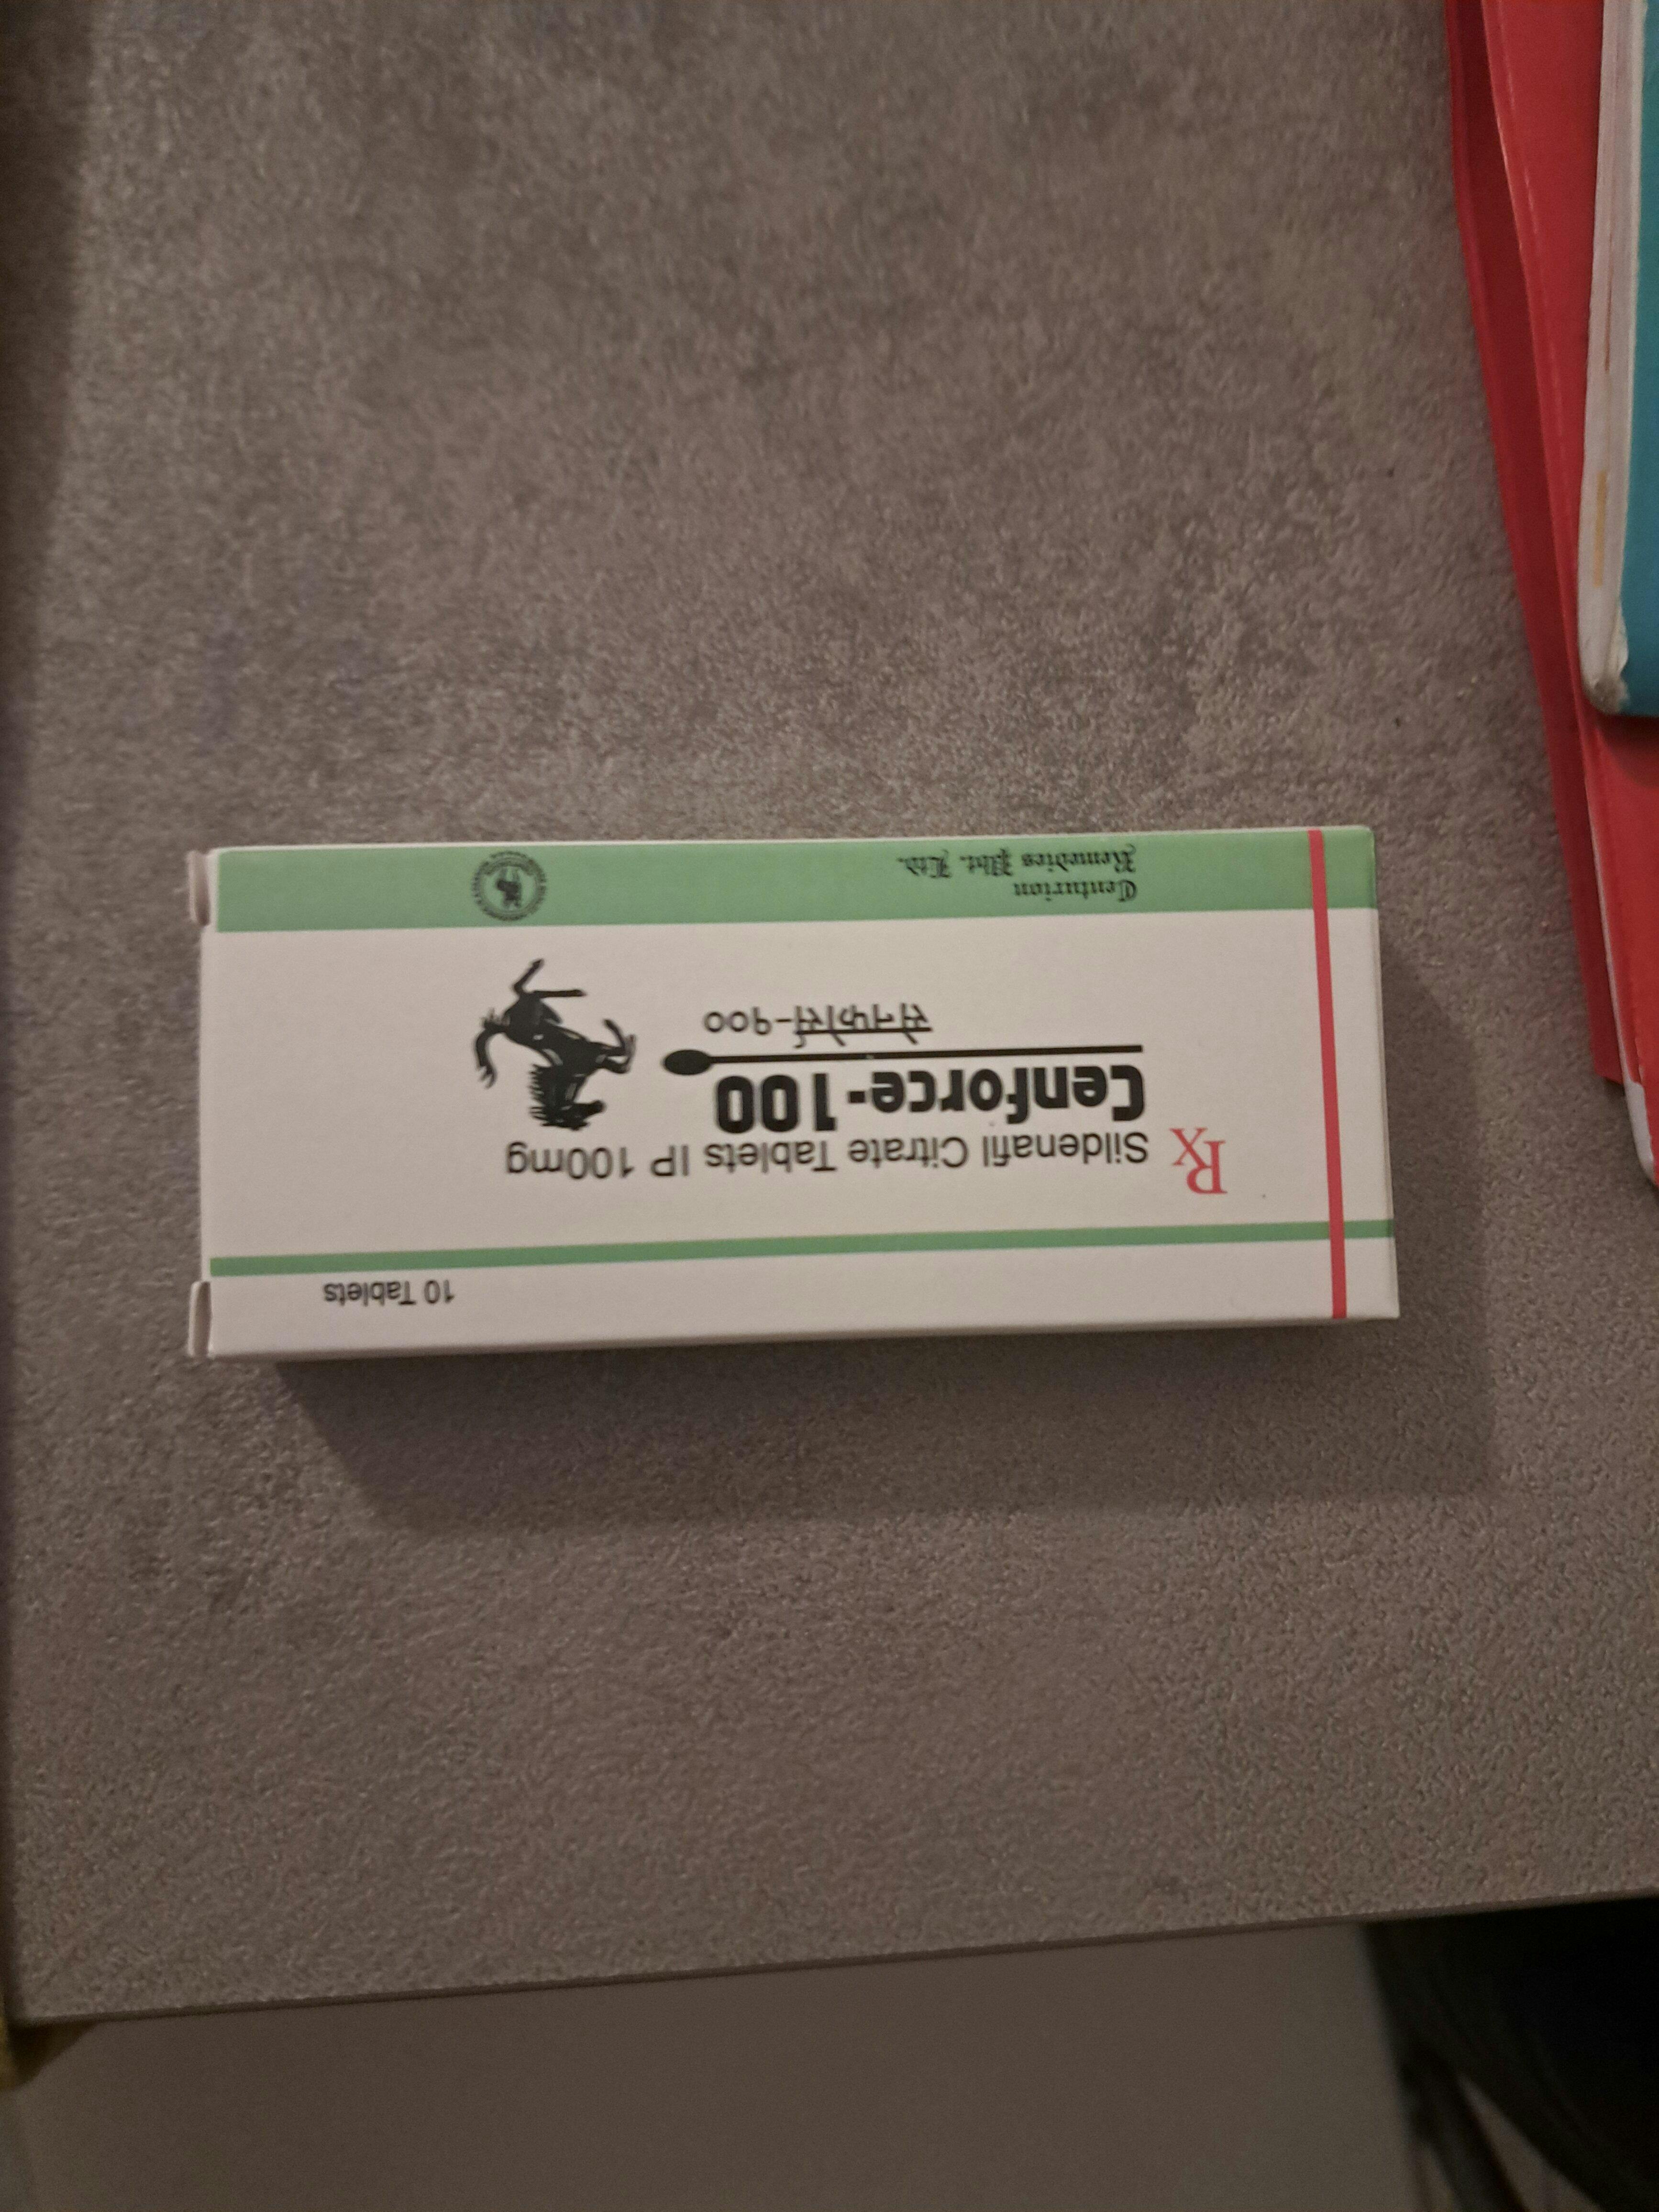 10 Tablets
Rx
Sildenafil Citrate Tablets IP 100mg
Cenforce-100
सेनफोर्स-१००
Centurion
Remedies Pvt. Ltd.